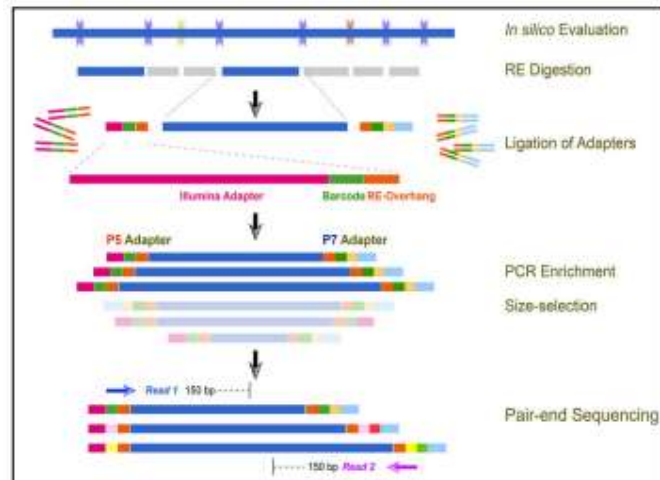 In silico Evaluation
RE Digestion
Ligation of Adapters
Illumina Adapter Barcode RE-Overhang
P5 Adapter P7 Adapter
PCR Enrichment
Size-selection
Read 1 150 bp
Pair-end Sequencing
150 bp Read 2